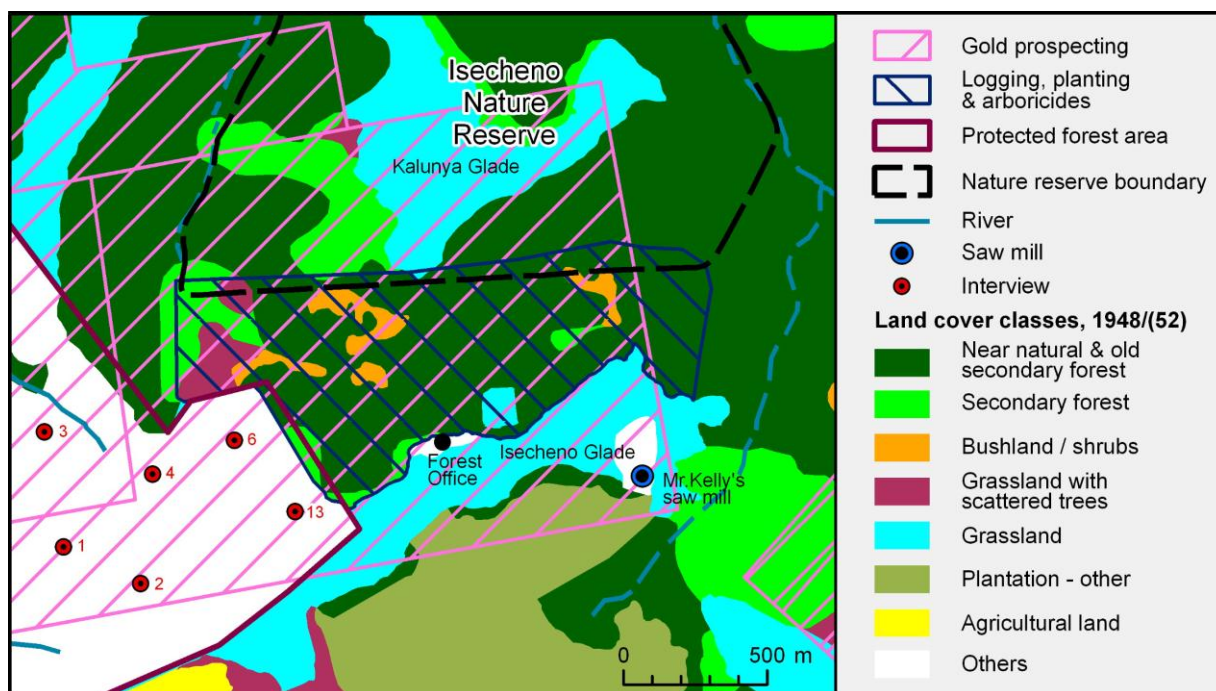 Isecheno
Nature
Reserve
Kalunya Glade
3
6
4
Forest
Office
Isecheno Glade
Mr.Kelly's
saw mill
13
1
2
0 500 m
Gold prospecting
Logging, planting
& arboricides
Protected forest area
Nature reserve boundary
River
Saw mill
Interview
Land cover classes, 1948/(52)
Near natural & old
secondary forest
Secondary forest
Bushland / shrubs
Grassland with
scattered trees
Grassland
Plantation - other
Agricultural land
Others